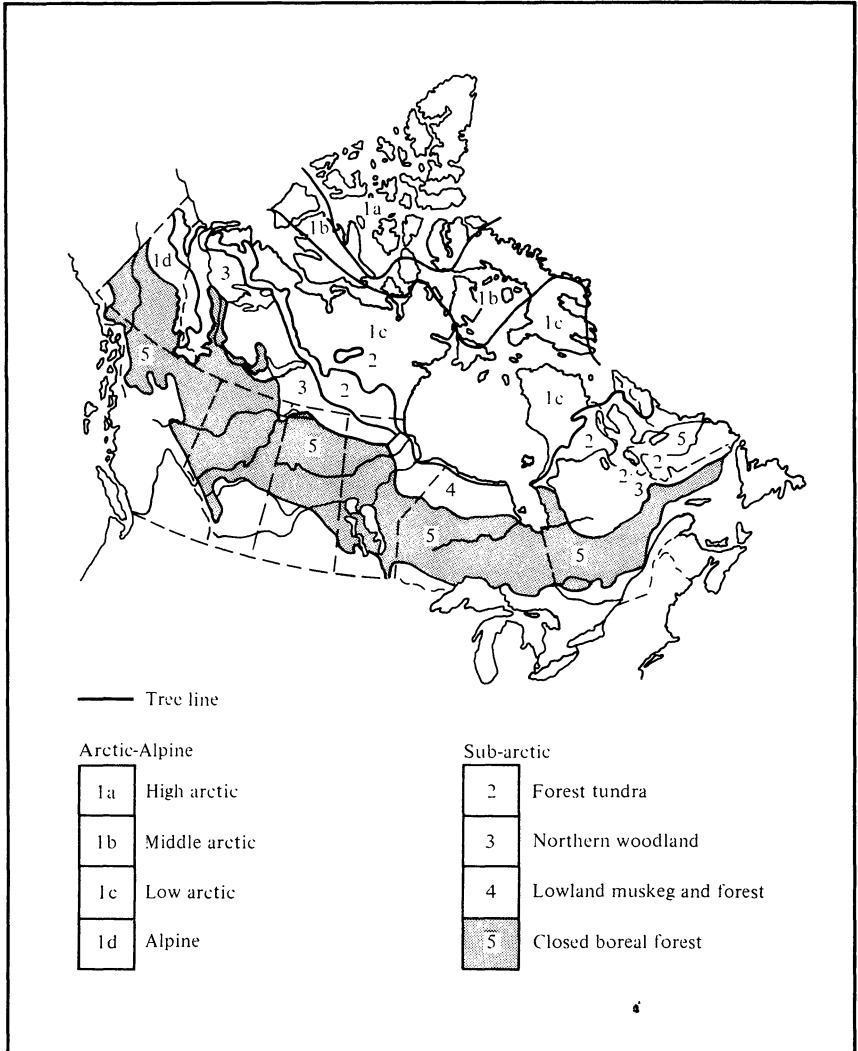 1a
1b
1d
3
1b
1c
1c
2
5
3
2
1c
2
5
5
2
2
4
3
5
5
Tree line
Arctic-Alpine
1a High arctic
1b Middle arctic
1c Low arctic
1d Alpine
Sub-arctic
2 Forest tundra
3 Northern woodland
4 Lowland muskeg and forest
5 Closed boreal forest